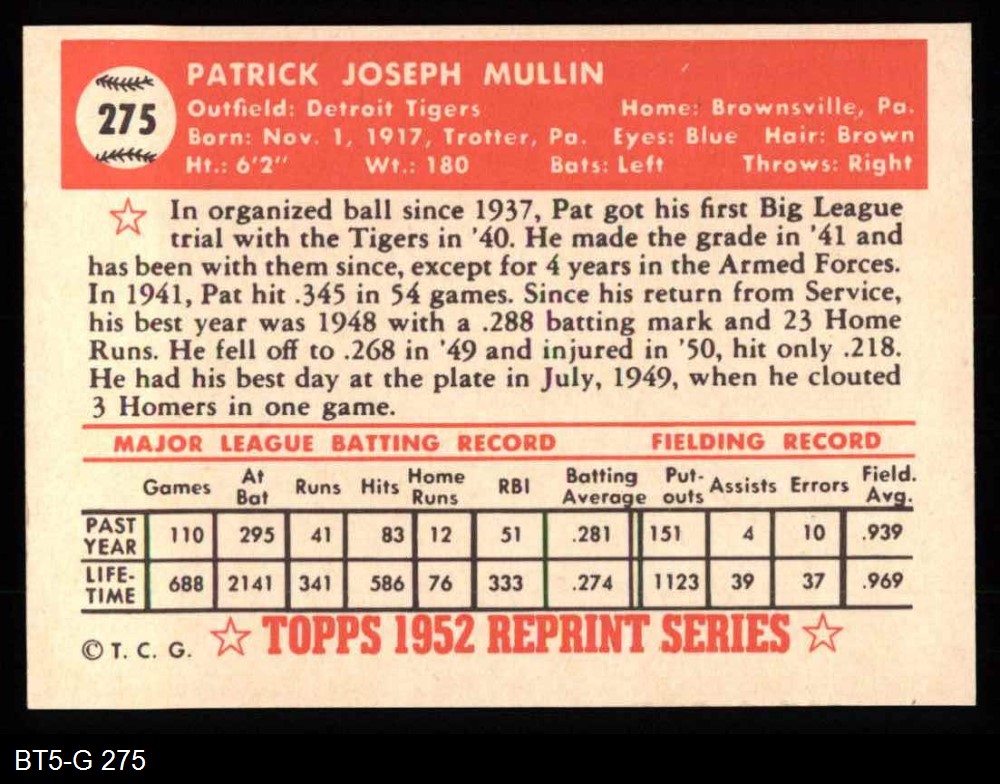 275
PATRICK JOSEPH MULLIN
Outfield: Detroit Tigers Home: Brownsville, Pa.
Born: Nov. 1, 1917, Trotter, Pa. Eyes: Blue Hair: Brown
Ht.: 6'2" Wt.: 180 Bats: Left Throws: Right
In organized ball since 1937, Pat got his first Big League
trial with the Tigers in '40. He made the grade in '41 and
has been with them since, except for 4 years in the Armed Forces.
In 1941, Pat hit .345 in 54 games. Since his return from Service,
his best year was 1948 with a .288 batting mark and 23 Home
Runs. He fell off to .268 in '49 and injured in '50, hit only .218.
He had his best day at the plate in July, 1949, when he clouted
3 Homers in one game.
MAJOR LEAGUE BATTING RECORD FIELDING RECORD
Games At Bat Runs Hits Home Runs RBI Batting Average Put-outs Assists Errors Field. Avg.
PAST YEAR 110 295 41 83 12 51 .281 151 4 10 .939
LIFE-TIME 688 2141 341 586 76 333 .274 1123 39 37 .969
© T. C. G. TOPPS 1952 REPRINT SERIES
BT5-G 275